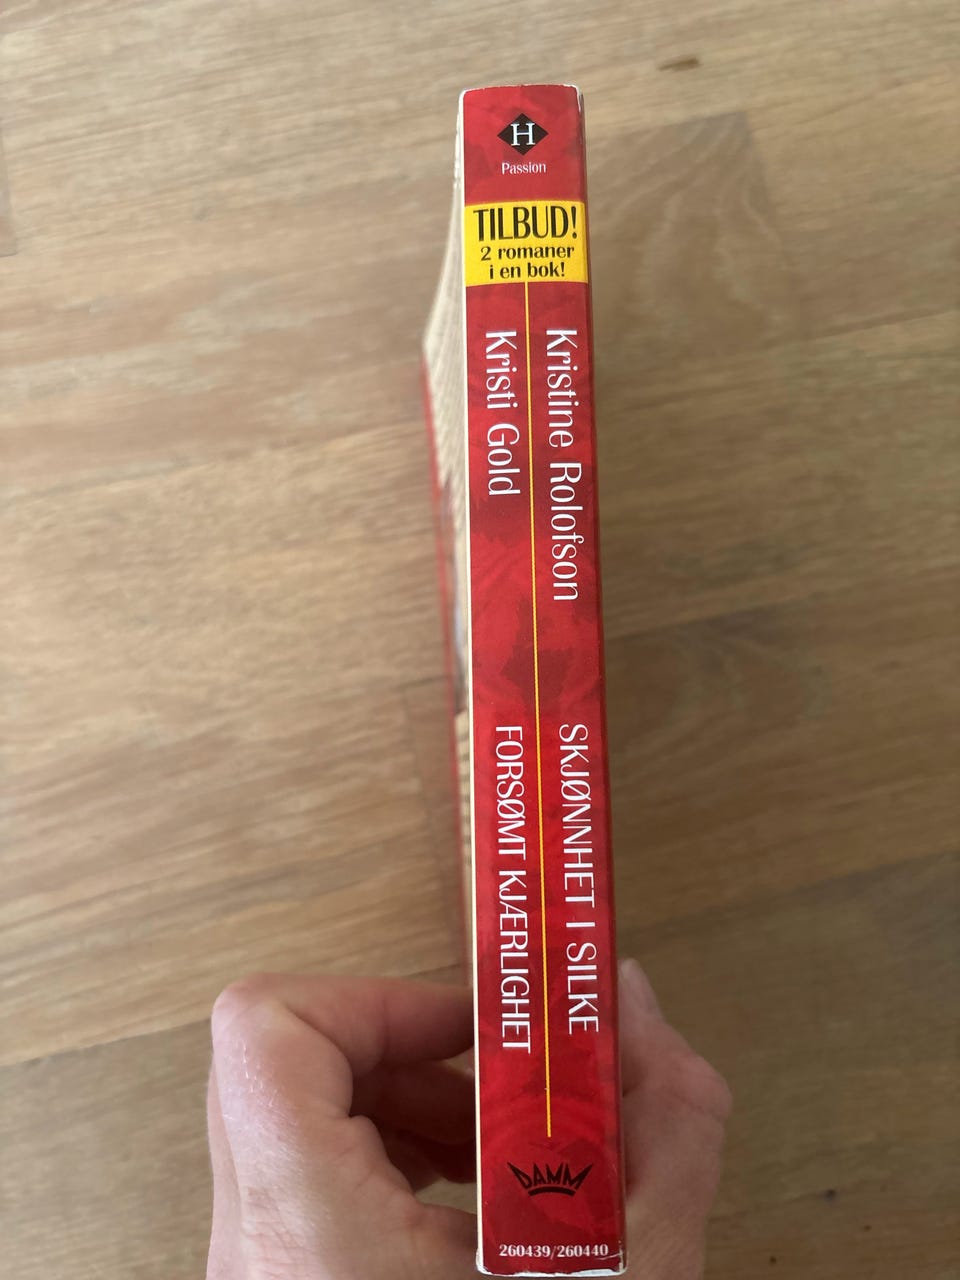 H
Passion
TILBUD!
2 romaner
i en bok!
Kristine Rolofson
SKJØNNHET I SILKE
Kristi Gold
FORSØMT KJÆRLIGHET
DAMM
260439/260440